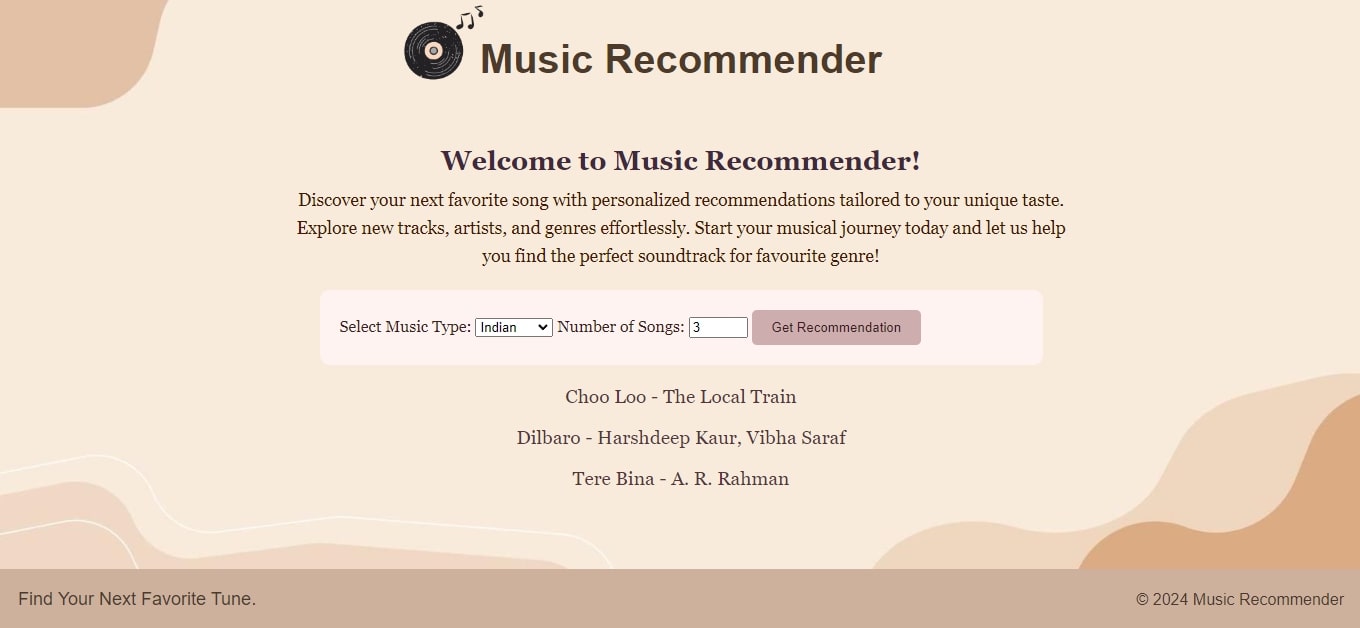 Music Recommender
Welcome to Music Recommender!
Discover your next favorite song with personalized recommendations tailored to your unique taste.
Explore new tracks, artists, and genres effortlessly. Start your musical journey today and let us help
you find the perfect soundtrack for favourite genre!
Select Music Type: Indian Number of Songs: 3 Get Recommendation
Choo Loo - The Local Train
Dilbaro - Harshdeep Kaur, Vibha Saraf
Tere Bina - A. R. Rahman
Find Your Next Favorite Tune. © 2024 Music Recommender